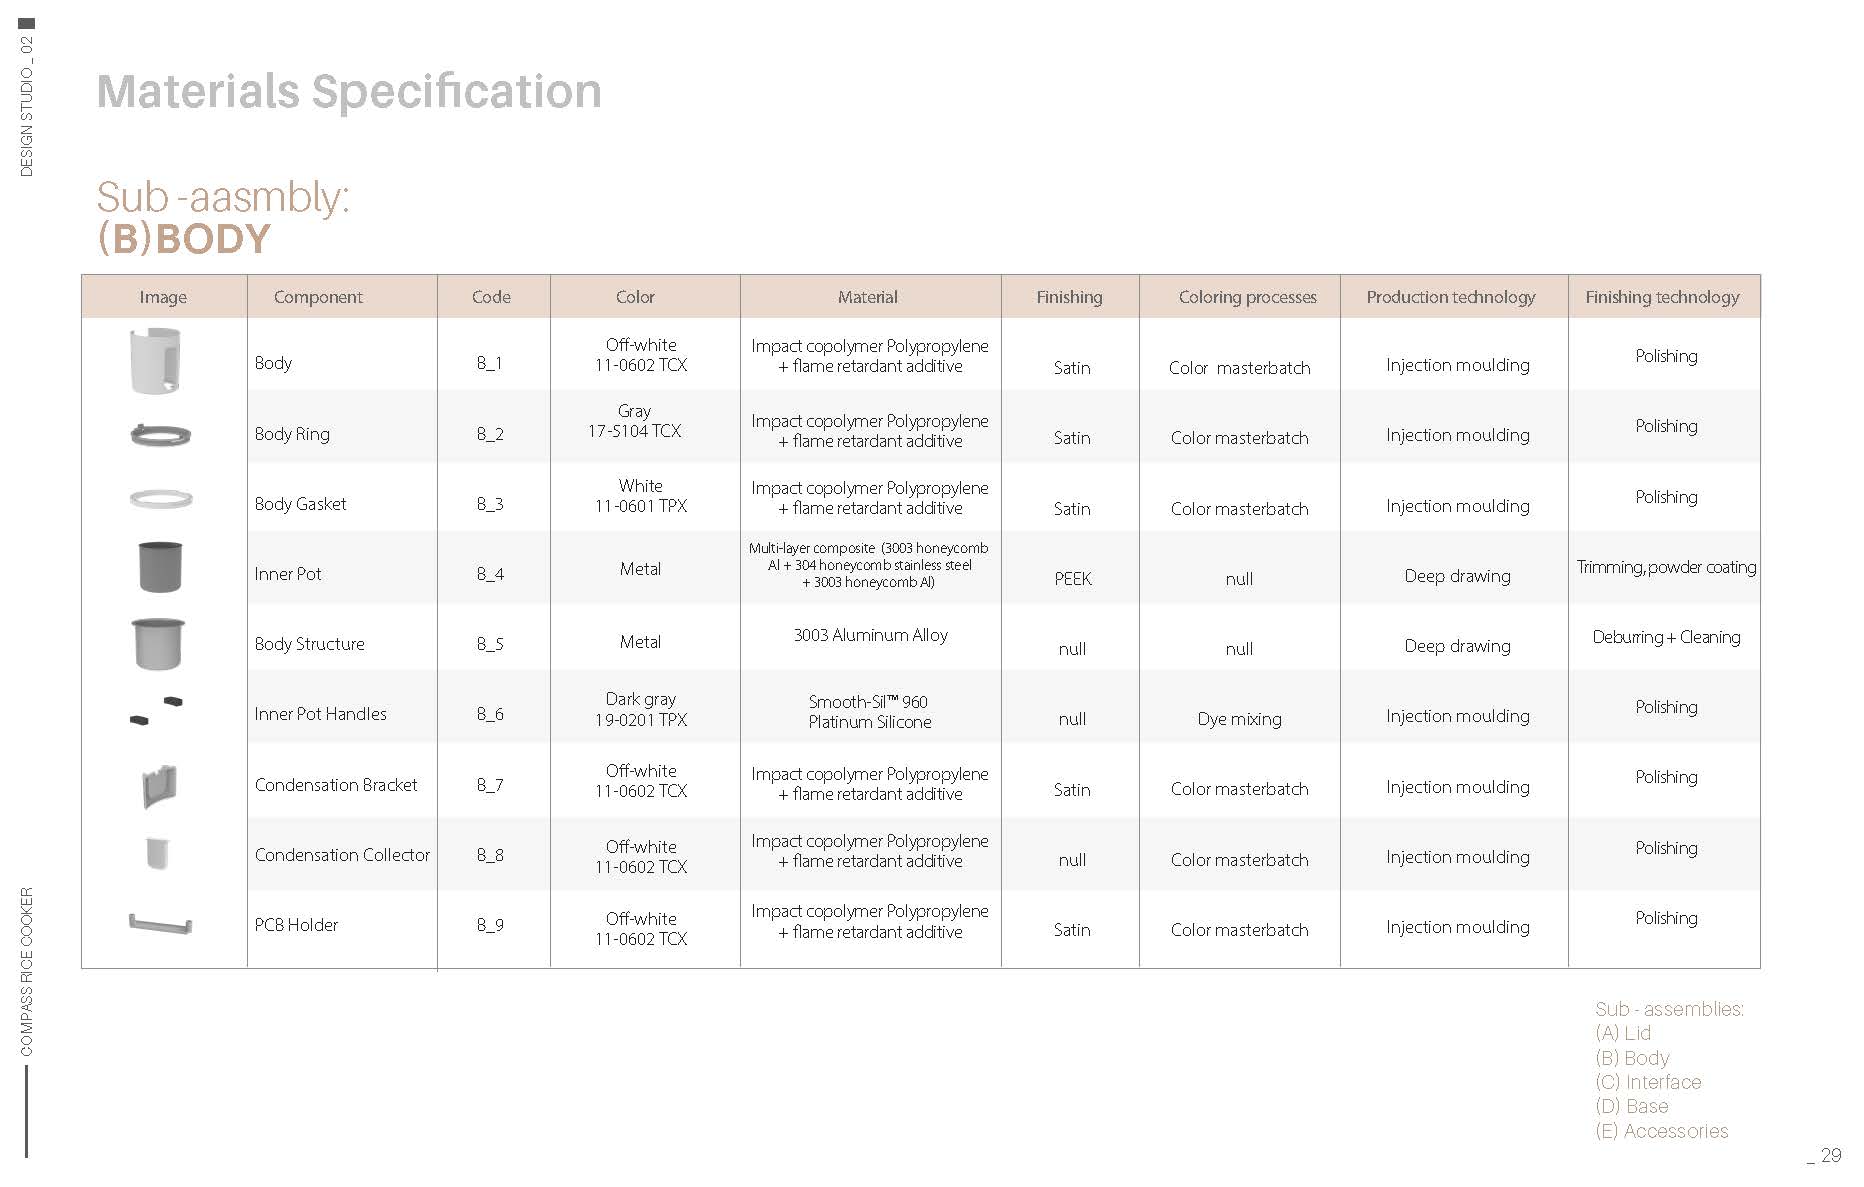 DESIGN STUDIO_ 02
Materials Specification
Sub -aasmbly:
(B)BODY
Image Component Code Color Material Finishing Coloring processes Production technology Finishing technology
Body B_1 Off-white 11-0602 TCX Impact copolymer Polypropylene + flame retardant additive Satin Color masterbatch Injection moulding Polishing
Body Ring B_2 Gray 17-5104 TCX Impact copolymer Polypropylene + flame retardant additive Satin Color masterbatch Injection moulding Polishing
Body Gasket B_3 White 11-0601 TPX Impact copolymer Polypropylene + flame retardant additive Satin Color masterbatch Injection moulding Polishing
Inner Pot B_4 Metal Multi-layer composite (3003 honeycomb Al + 304 honeycomb stainless steel + 3003 honeycomb Al) PEEK null Deep drawing Trimming, powder coating
Body Structure B_5 Metal 3003 Aluminum Alloy null null Deep drawing Deburring + Cleaning
Inner Pot Handles B_6 Dark gray 19-0201 TPX Smooth-Sil™ 960 Platinum Silicone null Dye mixing Injection moulding Polishing
Condensation Bracket B_7 Off-white 11-0602 TCX Impact copolymer Polypropylene + flame retardant additive Satin Color masterbatch Injection moulding Polishing
Condensation Collector B_8 Off-white 11-0602 TCX Impact copolymer Polypropylene + flame retardant additive null Color masterbatch Injection moulding Polishing
PCB Holder B_9 Off-white 11-0602 TCX Impact copolymer Polypropylene + flame retardant additive Satin Color masterbatch Injection moulding Polishing
COMPASS RICE COOKER
Sub - assemblies:
(A) Lid
(B) Body
(C) Interface
(D) Base
(E) Accessories
_ 29